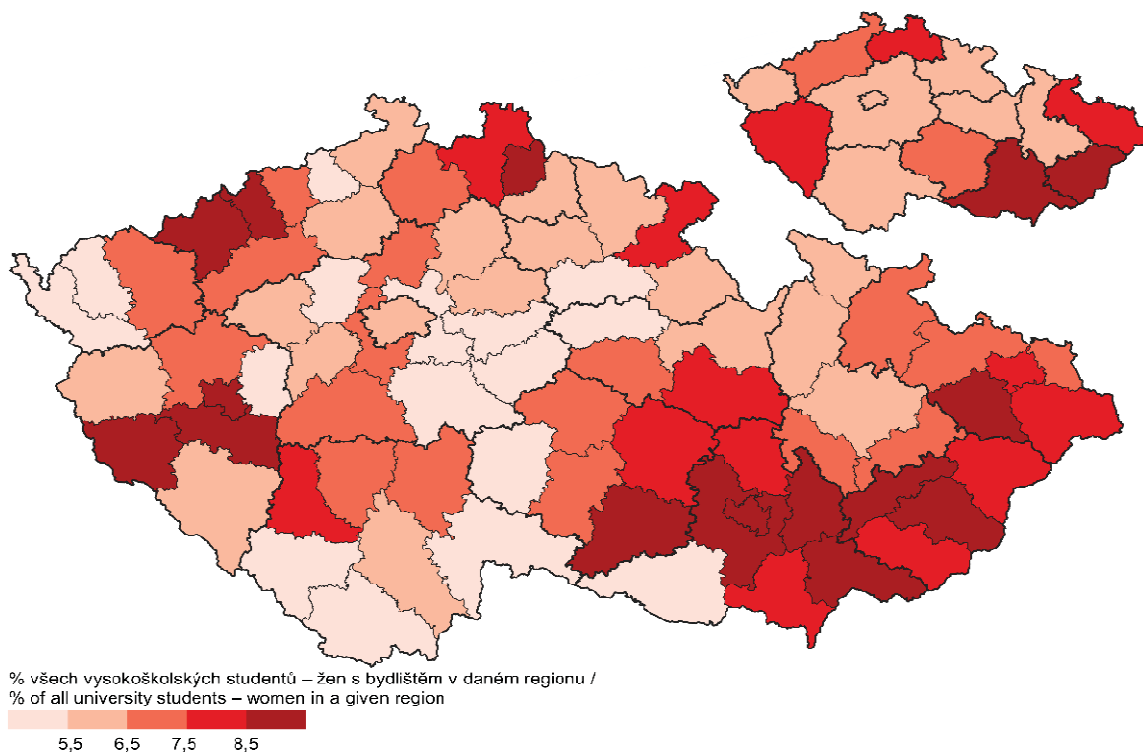 % všech vysokoškolských studentů – žen s bydlištěm v daném regionu /
% of all university students – women in a given region
5,5 6,5 7,5 8,5